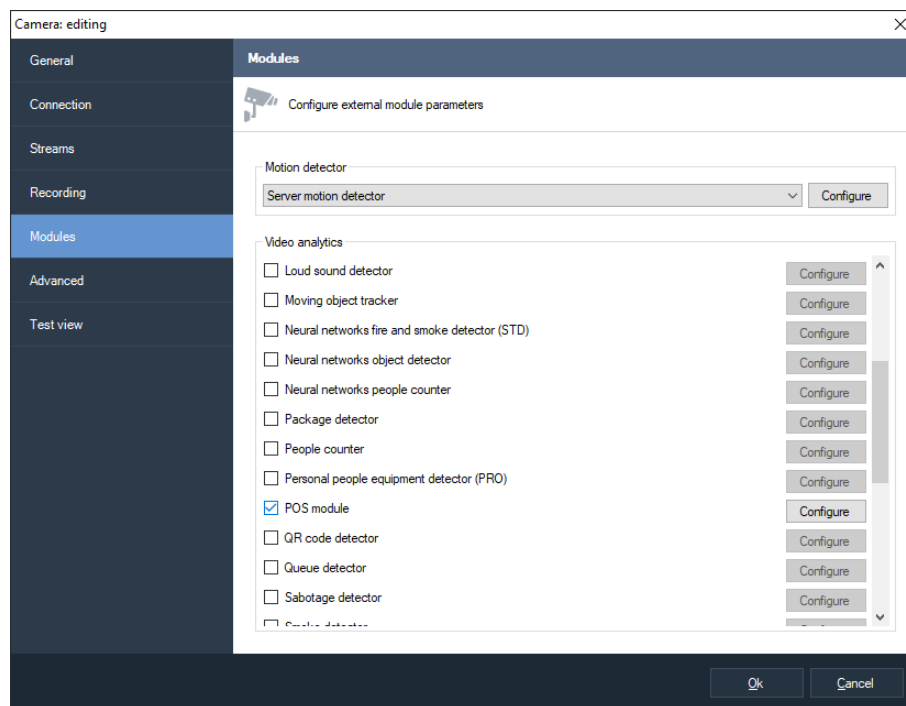 Camera: editing
General
Connection
Streams
Recording
Modules
Advanced
Test view
Modules
Configure external module parameters
Motion detector
Server motion detector
Configure
Video analytics
Loud sound detector Configure
Moving object tracker Configure
Neural networks fire and smoke detector (STD) Configure
Neural networks object detector Configure
Neural networks people counter Configure
Package detector Configure
People counter Configure
Personal people equipment detector (PRO) Configure
POS module Configure
QR code detector Configure
Queue detector Configure
Sabotage detector Configure
Smoke detector
Ok Cancel